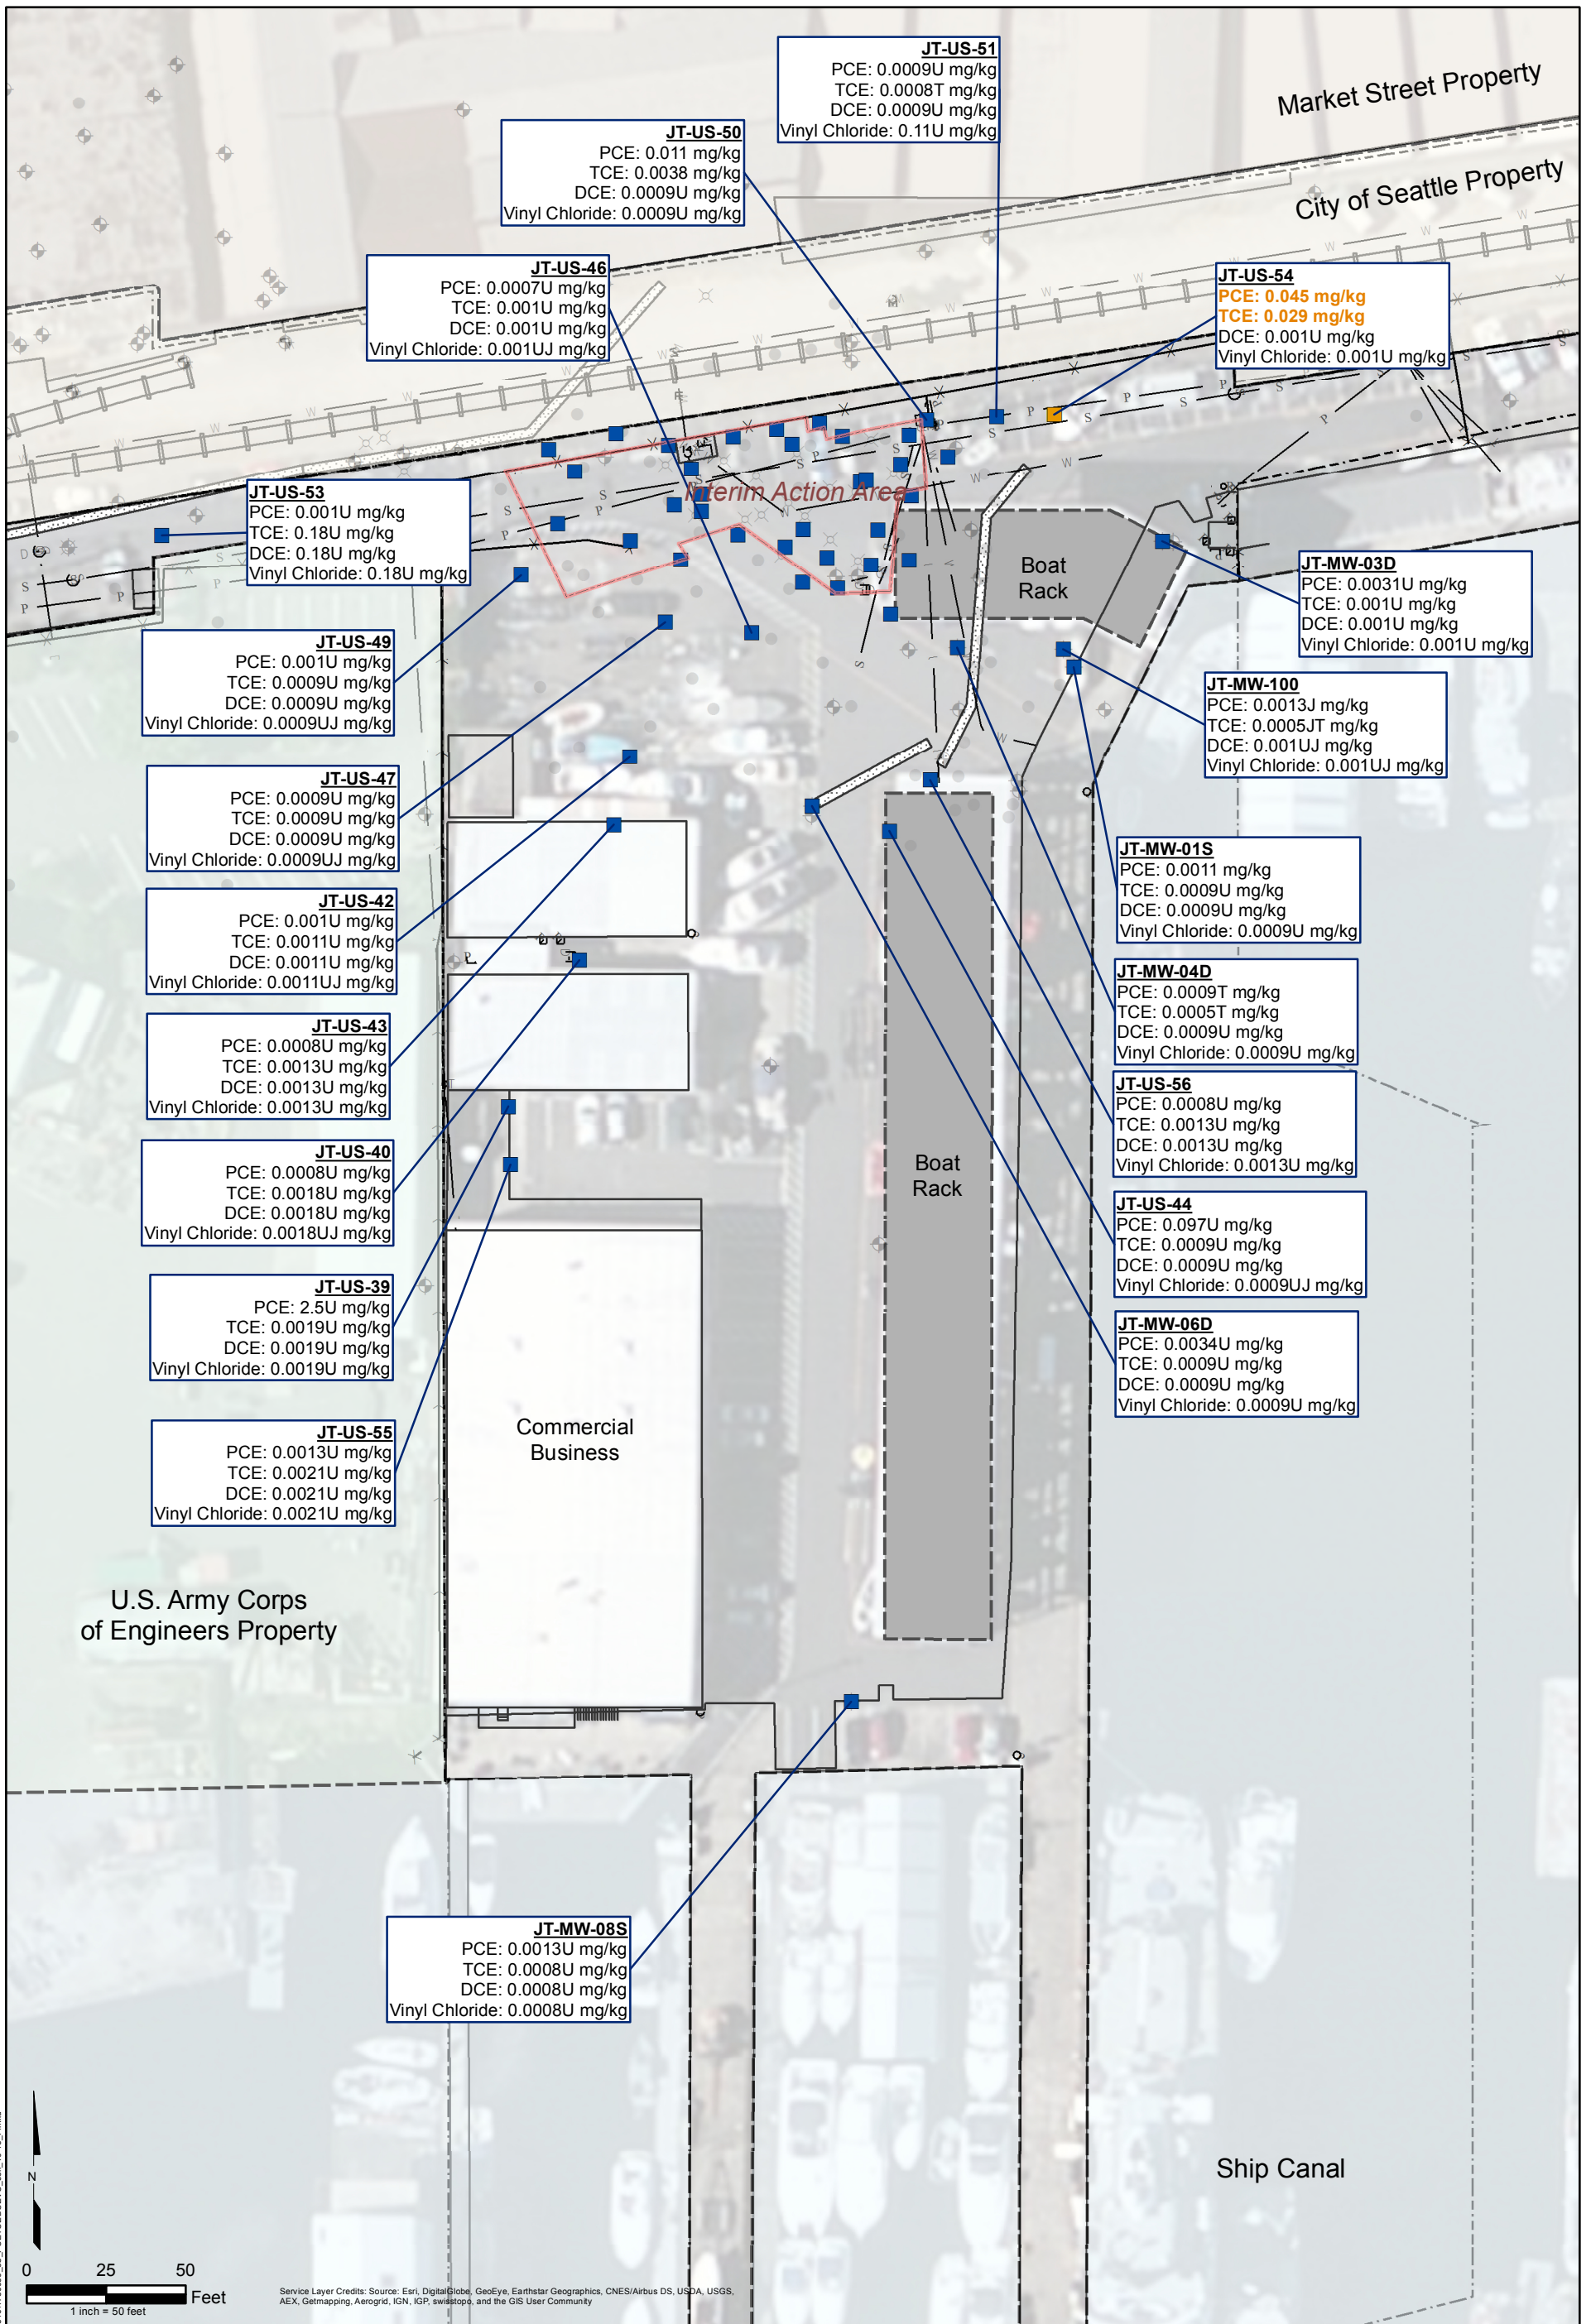 JT-US-51
PCE: 0.0009U mg/kg
TCE: 0.0008T mg/kg
DCE: 0.0009U mg/kg
Vinyl Chloride: 0.11U mg/kg
Market Street Property
City of Seattle Property
JT-US-50
PCE: 0.011 mg/kg
TCE: 0.0038 mg/kg
DCE: 0.0009U mg/kg
Vinyl Chloride: 0.0009U mg/kg
JT-US-46
PCE: 0.0007U mg/kg
TCE: 0.001U mg/kg
DCE: 0.001U mg/kg
Vinyl Chloride: 0.001UJ mg/kg
JT-US-54
PCE: 0.045 mg/kg
TCE: 0.029 mg/kg
DCE: 0.001U mg/kg
Vinyl Chloride: 0.001U mg/kg
Interim Action Area
JT-US-53
PCE: 0.001U mg/kg
TCE: 0.18U mg/kg
DCE: 0.18U mg/kg
Vinyl Chloride: 0.18U mg/kg
Boat
Rack
JT-MW-03D
PCE: 0.0031U mg/kg
TCE: 0.001U mg/kg
DCE: 0.001U mg/kg
Vinyl Chloride: 0.001U mg/kg
JT-US-49
PCE: 0.001U mg/kg
TCE: 0.0009U mg/kg
DCE: 0.0009U mg/kg
Vinyl Chloride: 0.0009UJ mg/kg
JT-MW-100
PCE: 0.0013J mg/kg
TCE: 0.0005JT mg/kg
DCE: 0.001UJ mg/kg
Vinyl Chloride: 0.001UJ mg/kg
JT-US-47
PCE: 0.0009U mg/kg
TCE: 0.0009U mg/kg
DCE: 0.0009U mg/kg
Vinyl Chloride: 0.0009UJ mg/kg
JT-MW-01S
PCE: 0.0011 mg/kg
TCE: 0.0009U mg/kg
DCE: 0.0009U mg/kg
Vinyl Chloride: 0.0009U mg/kg
JT-US-42
PCE: 0.001U mg/kg
TCE: 0.0011U mg/kg
DCE: 0.0011U mg/kg
Vinyl Chloride: 0.0011UJ mg/kg
JT-MW-04D
PCE: 0.0009T mg/kg
TCE: 0.0005T mg/kg
DCE: 0.0009U mg/kg
Vinyl Chloride: 0.0009U mg/kg
JT-US-43
PCE: 0.0008U mg/kg
TCE: 0.0013U mg/kg
DCE: 0.0013U mg/kg
Vinyl Chloride: 0.0013U mg/kg
JT-US-56
PCE: 0.0008U mg/kg
TCE: 0.0013U mg/kg
DCE: 0.0013U mg/kg
Vinyl Chloride: 0.0013U mg/kg
JT-US-40
PCE: 0.0008U mg/kg
TCE: 0.0018U mg/kg
DCE: 0.0018U mg/kg
Vinyl Chloride: 0.0018UJ mg/kg
Boat
Rack
JT-US-44
PCE: 0.097U mg/kg
TCE: 0.0009U mg/kg
DCE: 0.0009U mg/kg
Vinyl Chloride: 0.0009UJ mg/kg
JT-US-39
PCE: 2.5U mg/kg
TCE: 0.0019U mg/kg
DCE: 0.0019U mg/kg
Vinyl Chloride: 0.0019U mg/kg
JT-MW-06D
PCE: 0.0034U mg/kg
TCE: 0.0009U mg/kg
DCE: 0.0009U mg/kg
Vinyl Chloride: 0.0009U mg/kg
JT-US-55
PCE: 0.0013U mg/kg
TCE: 0.0021U mg/kg
DCE: 0.0021U mg/kg
Vinyl Chloride: 0.0021U mg/kg
Commercial
Business
U.S. Army Corps
of Engineers Property
JT-MW-08S
PCE: 0.0013U mg/kg
TCE: 0.0008U mg/kg
DCE: 0.0008U mg/kg
Vinyl Chloride: 0.0008U mg/kg
Ship Canal
N
0 25 50
Feet
1 inch = 50 feet
Service Layer Credits: Source: Esri, DigitalGlobe, GeoEye, Earthstar Geographics, CNES/Airbus DS, USDA, USGS,
AEX, Getmapping, Aerogrid, IGN, IGP, swisstopo, and the GIS User Community